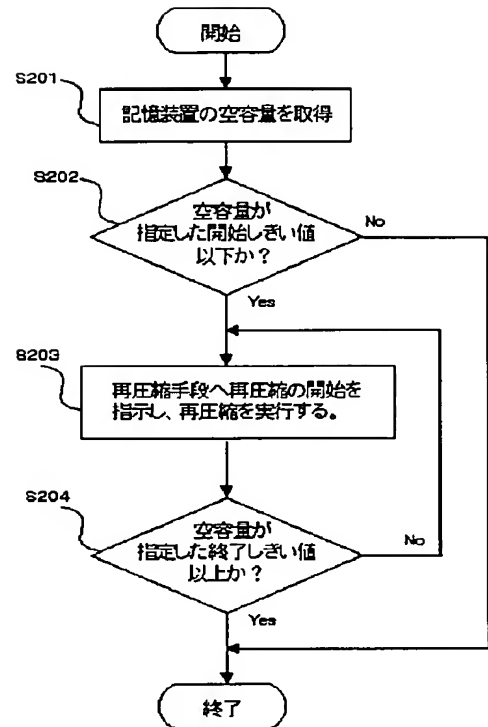 開始
S201
記憶装置の空容量を取得
S202
空容量が
指定した開始しきい値
以下か?
No
Yes
S203
再圧縮手段へ再圧縮の開始を
指示し、再圧縮を実行する。
S204
空容量が
指定した終了しきい値
以上か?
No
Yes
終了